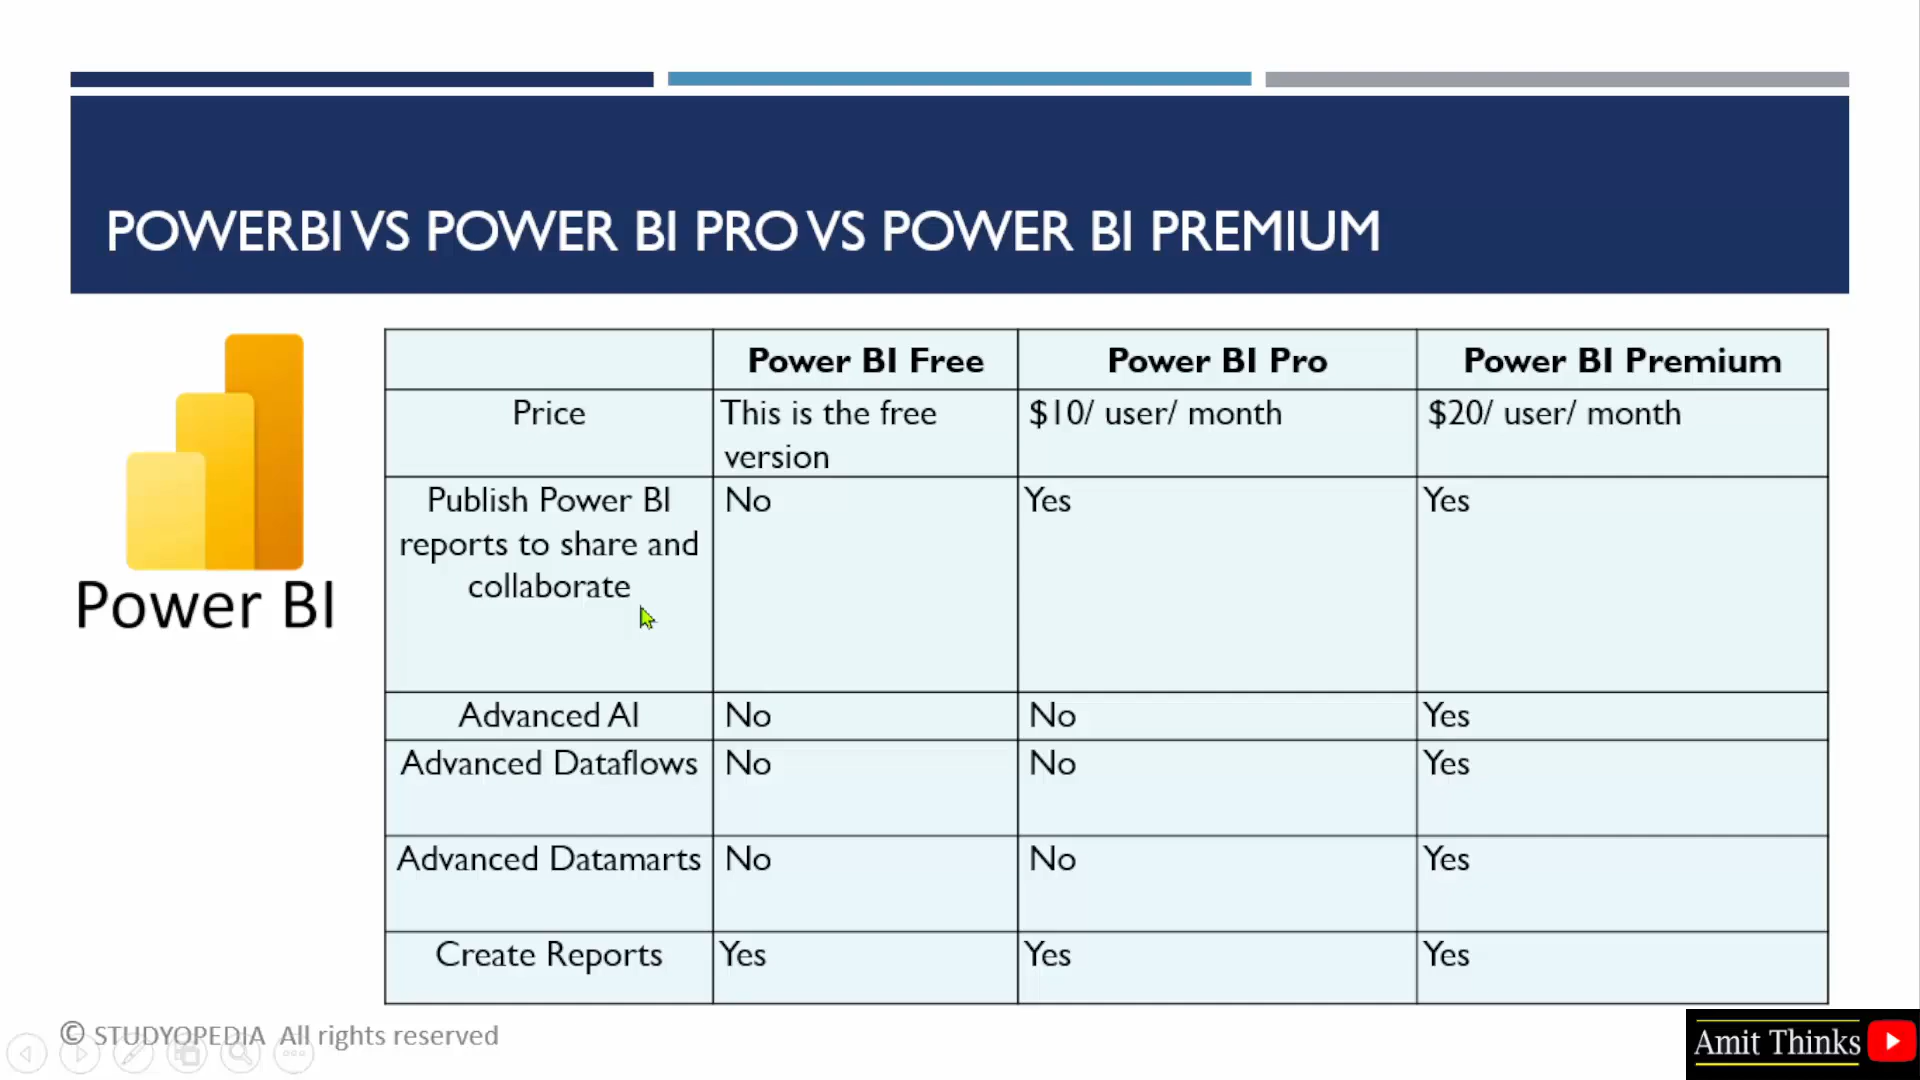 POWERBI VS POWER BI PRO VS POWER BI PREMIUM
Power BI
Power BI Free
Power BI Pro
Power BI Premium
Price
This is the free
version
$10/ user/ month
$20/ user/ month
Publish Power BI
reports to share and
collaborate
No
Yes
Yes
Advanced AI
No
No
Yes
Advanced Dataflows
No
No
Yes
Advanced Datamarts
No
No
Yes
Create Reports
Yes
Yes
Yes
© STUDYOPEDIA All rights reserved
Amit Thinks